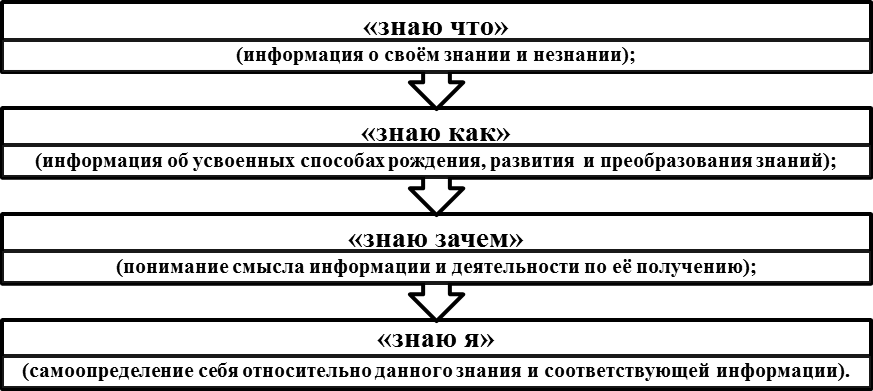 «знаю что»
(информация о своём знании и незнании);
«знаю как»
(информация об усвоенных способах рождения, развития и преобразования знаний);
«знаю зачем»
(понимание смысла информации и деятельности по её получению);
«знаю я»
(самоопределение себя относительно данного знания и соответствующей информации).